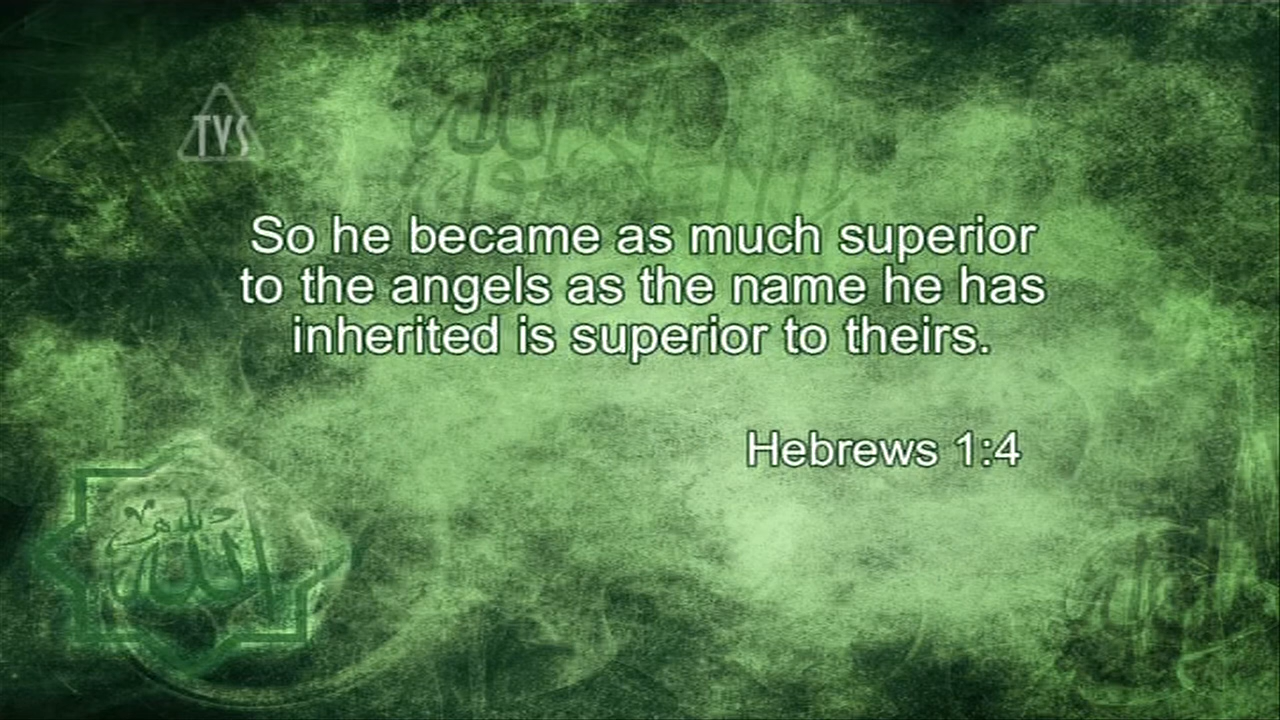 TVS
So he became as much superior
to the angels as the name he has
inherited is superior to theirs.
Hebrews 1:4
الله